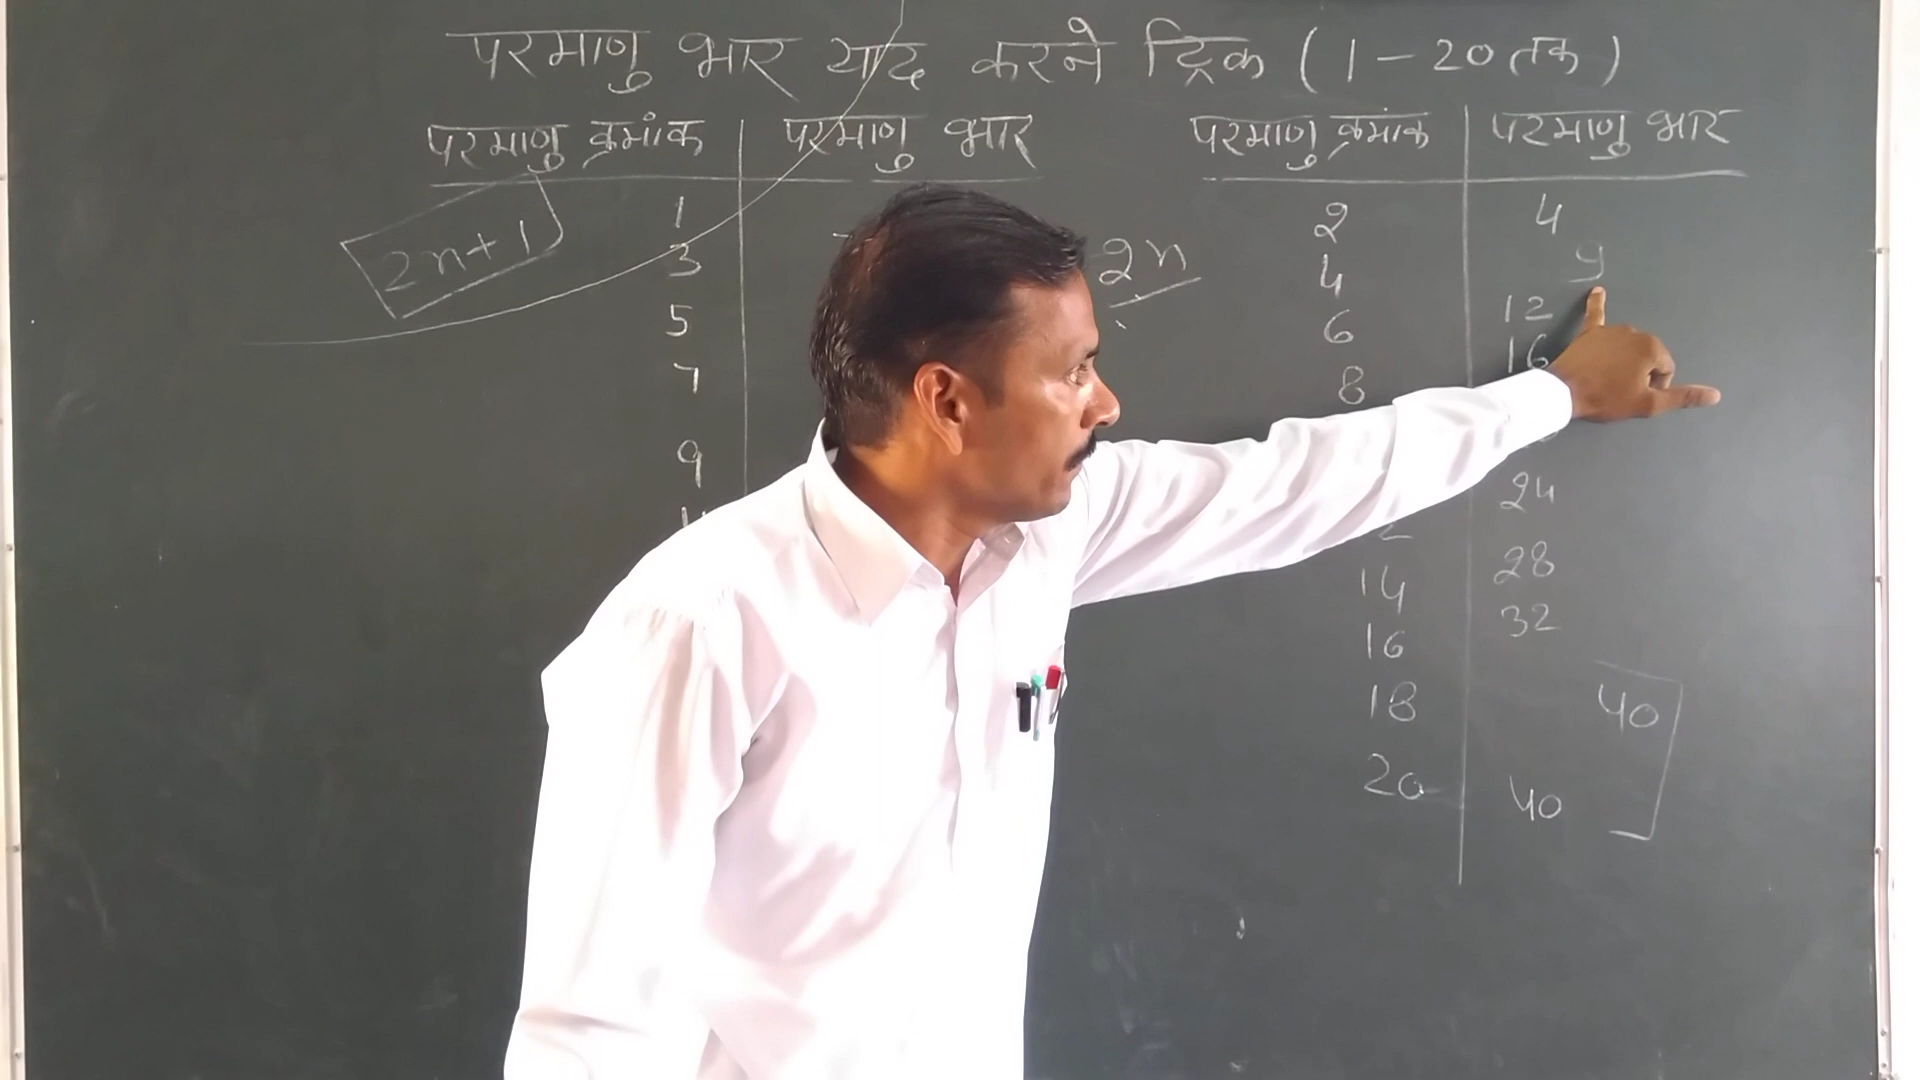 परमाणु भार याद करने ट्रिक ( 1 - 20 तक )
परमाणु क्रमांक परमाणु भार
2n+1
1
3
5
7
9
परमाणु क्रमांक परमाणु भार
2n
2 4
4 9
6 12
8 16
24
14 28
16 32
18 40
20 40